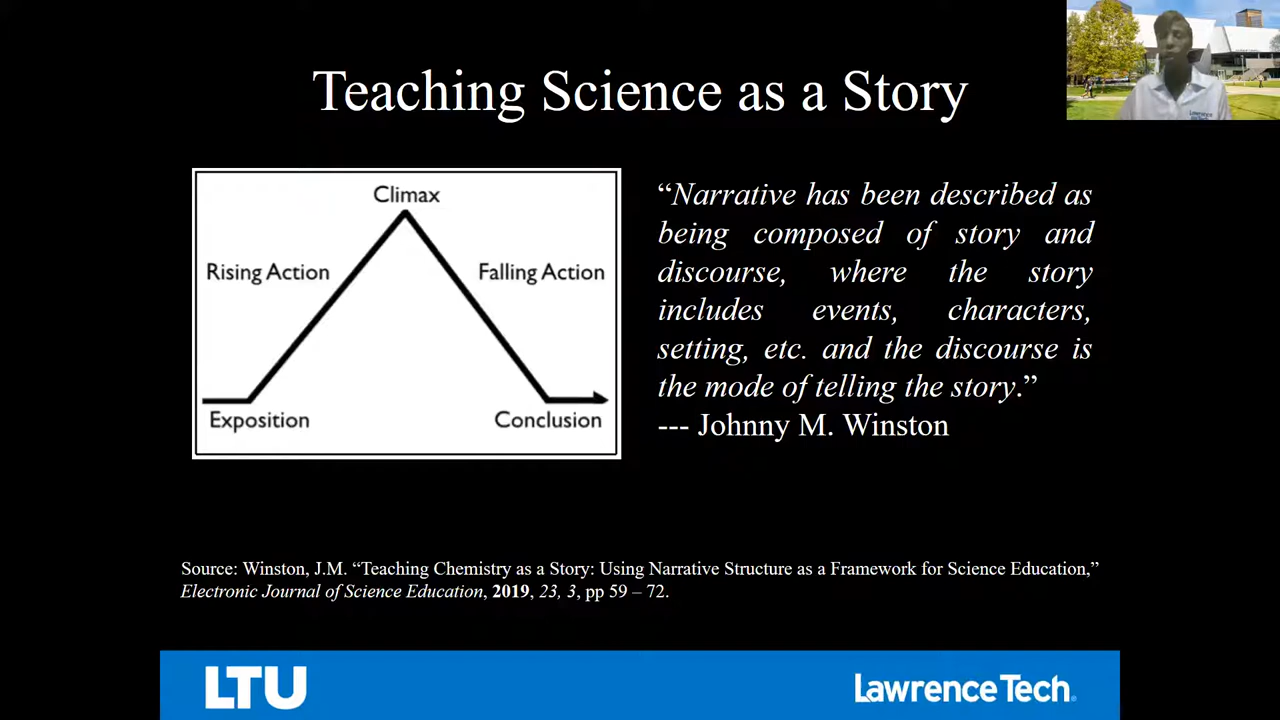 Teaching Science as a Story
Climax
Rising Action
Falling Action
Exposition
Conclusion
“Narrative has been described as
being composed of story and
discourse, where the story
includes events, characters,
setting, etc. and the discourse is
the mode of telling the story.”
--- Johnny M. Winston
Source: Winston, J.M. “Teaching Chemistry as a Story: Using Narrative Structure as a Framework for Science Education,”
Electronic Journal of Science Education, 2019, 23, 3, pp 59 – 72.
LTU
Lawrence Tech